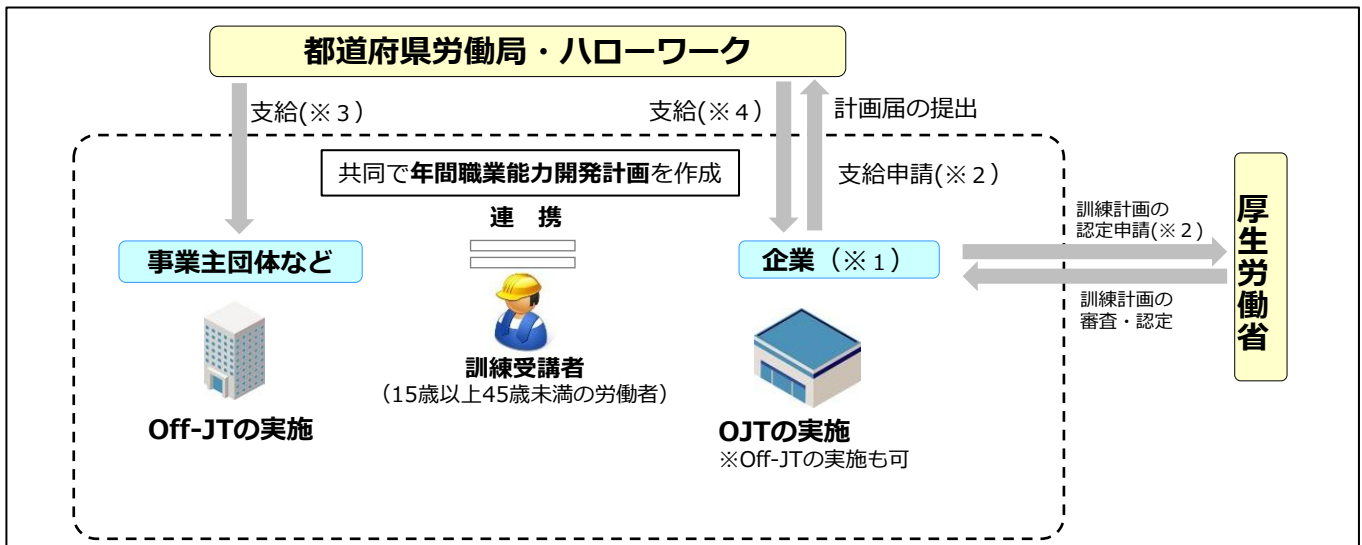 都道府県労働局・ハローワーク
支給(※３)
支給(※４)
計画届の提出
共同で年間職業能力開発計画を作成
支給申請(※２)
連　携
事業主団体など
企業（※１）
訓練計画の
認定申請(※２)
訓練計画の
審査・認定
厚生労働省
訓練受講者
（15歳以上45歳未満の労働者）
Off-JTの実施
OJTの実施
※Off-JTの実施も可